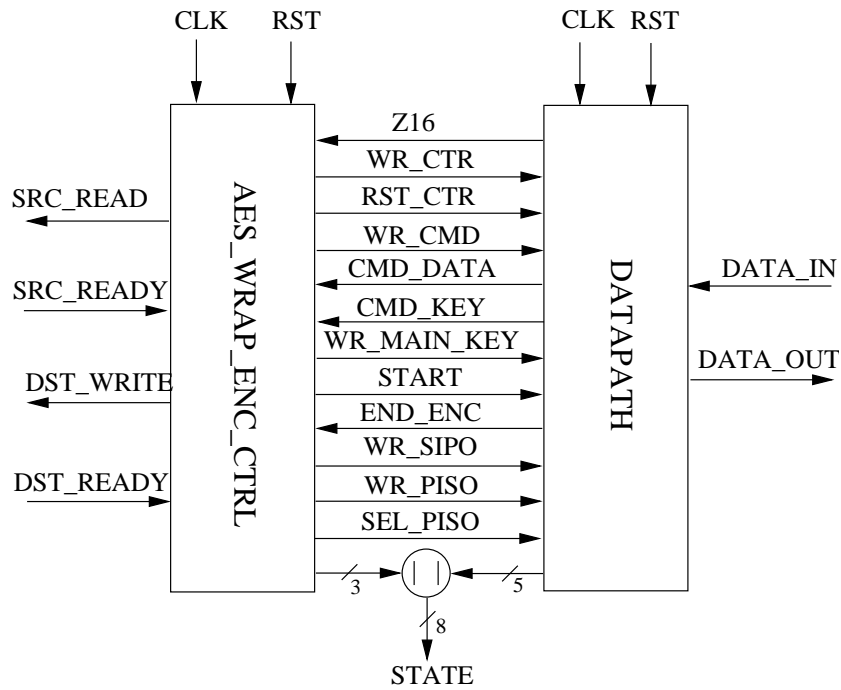 CLK RST CLK RST
Z16
WR_CTR
SRC_READ
RST_CTR
WR_CMD
CMD_DATA
DATA_IN
SRC_READY
CMD_KEY
WR_MAIN_KEY
DATA_OUT
DST_WRITE
START
END_ENC
WR_SIPO
DST_READY
WR_PISO
SEL_PISO
AES_WRAP_ENC_CTRL
DATAPATH
3 | | 5
8
STATE